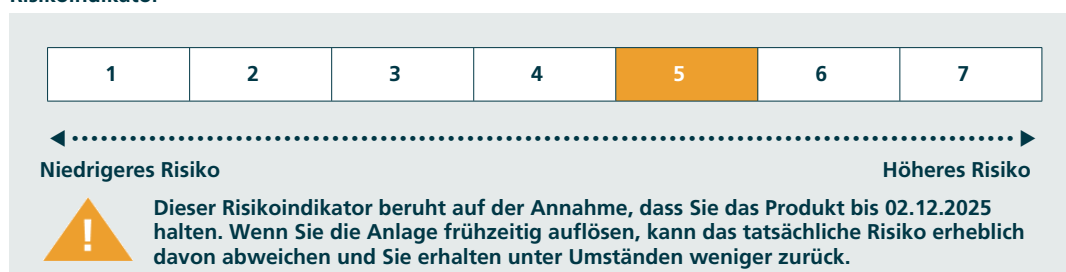 Risikoindikator
1 2 3 4 5 6 7
Niedrigeres Risiko Höheres Risiko
! Dieser Risikoindikator beruht auf der Annahme, dass Sie das Produkt bis 02.12.2025
halten. Wenn Sie die Anlage frühzeitig auflösen, kann das tatsächliche Risiko erheblich
davon abweichen und Sie erhalten unter Umständen weniger zurück.